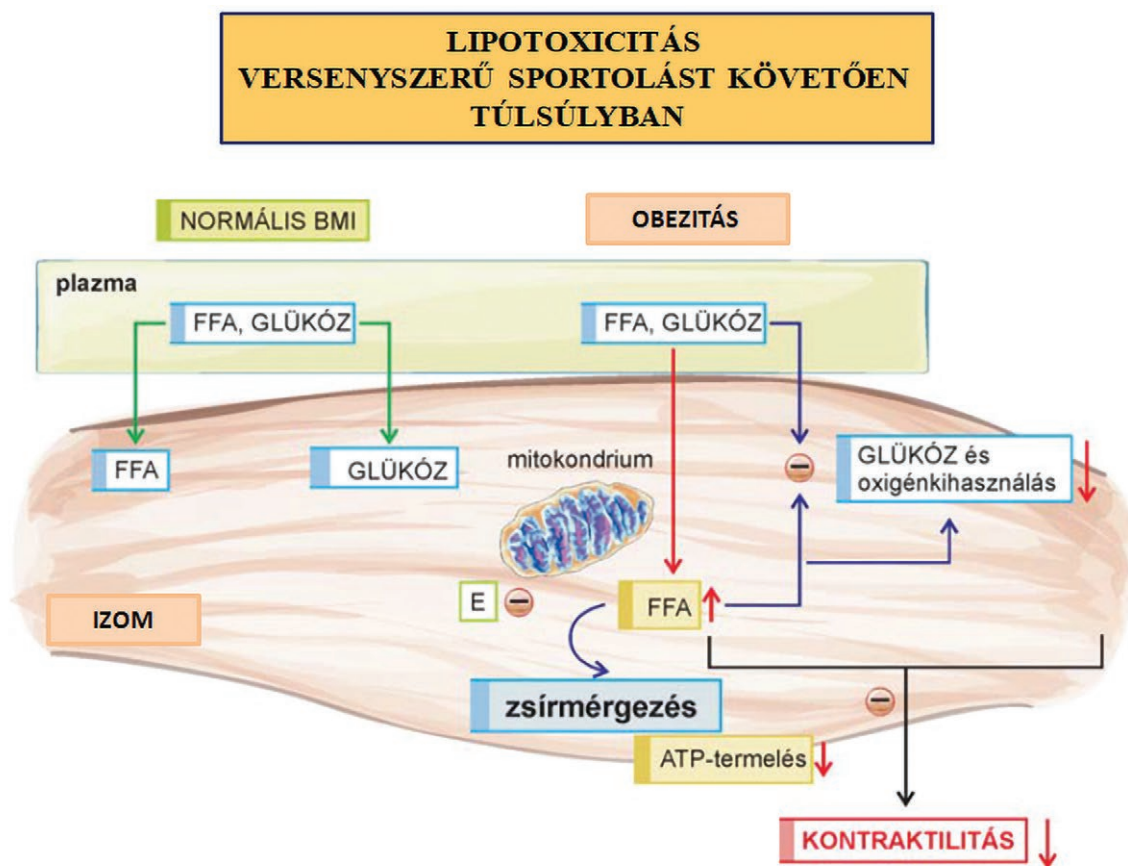 LIPOTOXICITÁS
VERSENYSZERŰ SPORTOLÁST KÖVETŐEN
TÚLSÚLYBAN
NORMÁLIS BMI
OBEZITÁS
plazma
FFA, GLÜKÓZ
FFA, GLÜKÓZ
FFA
GLÜKÓZ
mitokondrium
GLÜKÓZ és
oxigénkihasználás
E
FFA
IZOM
zsírmérgezés
ATP-termelés
KONTRAKTILITÁS